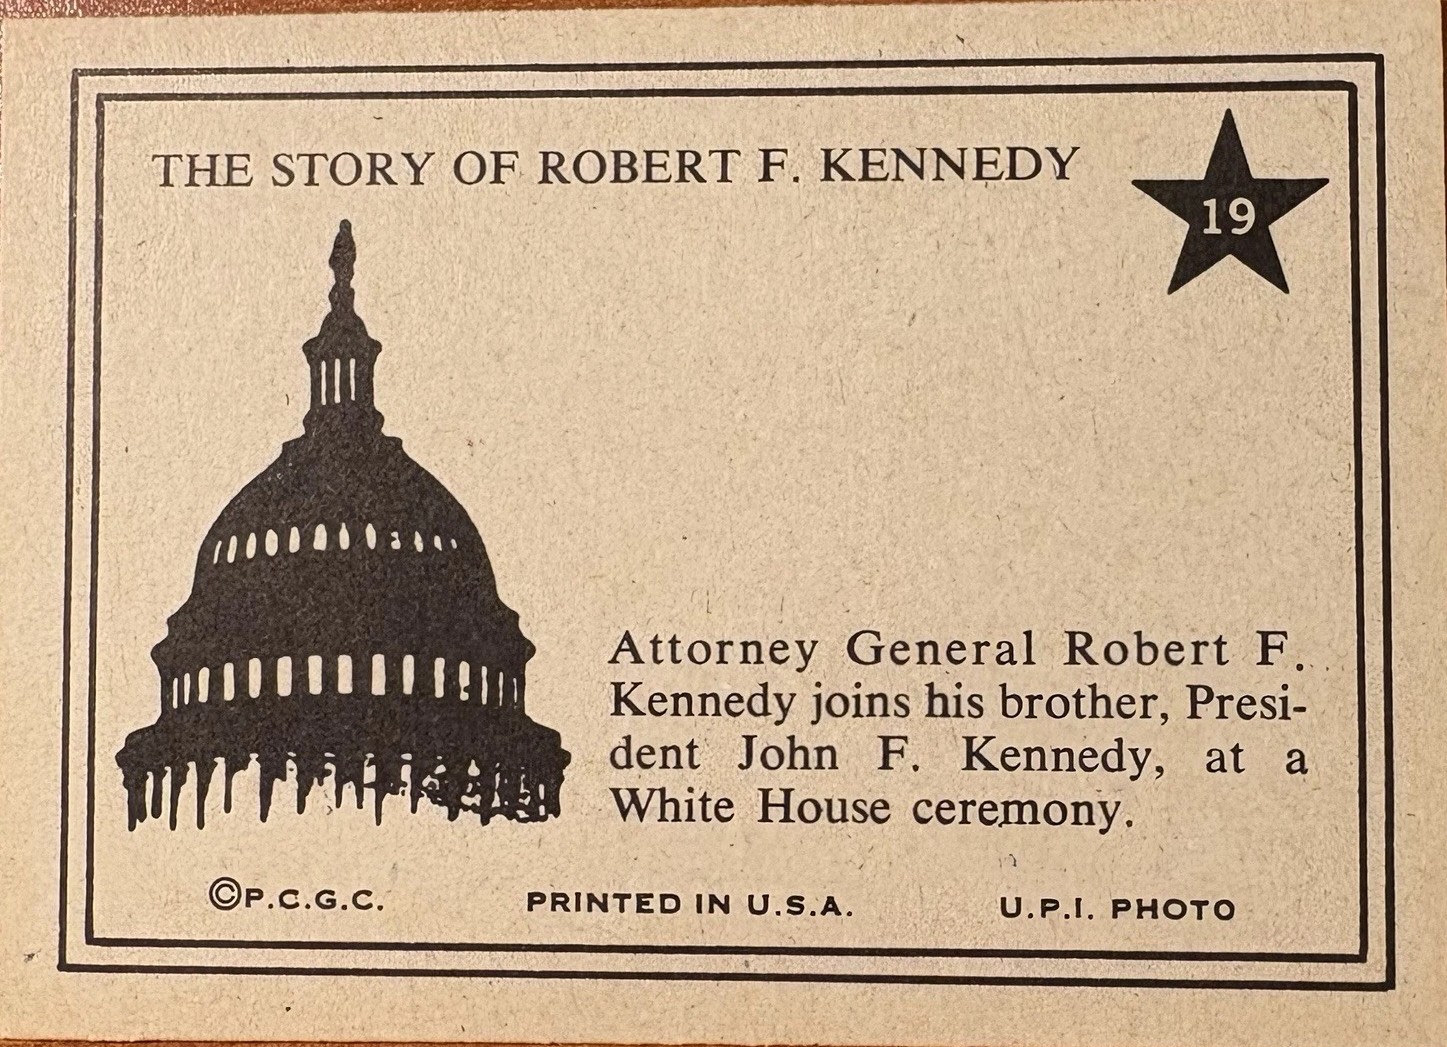 THE STORY OF ROBERT F. KENNEDY
19
Attorney General Robert F.
Kennedy joins his brother, Presi-
dent John F. Kennedy, at a
White House ceremony.
©P.C.G.C.
PRINTED IN U.S.A.
U.P.I. PHOTO